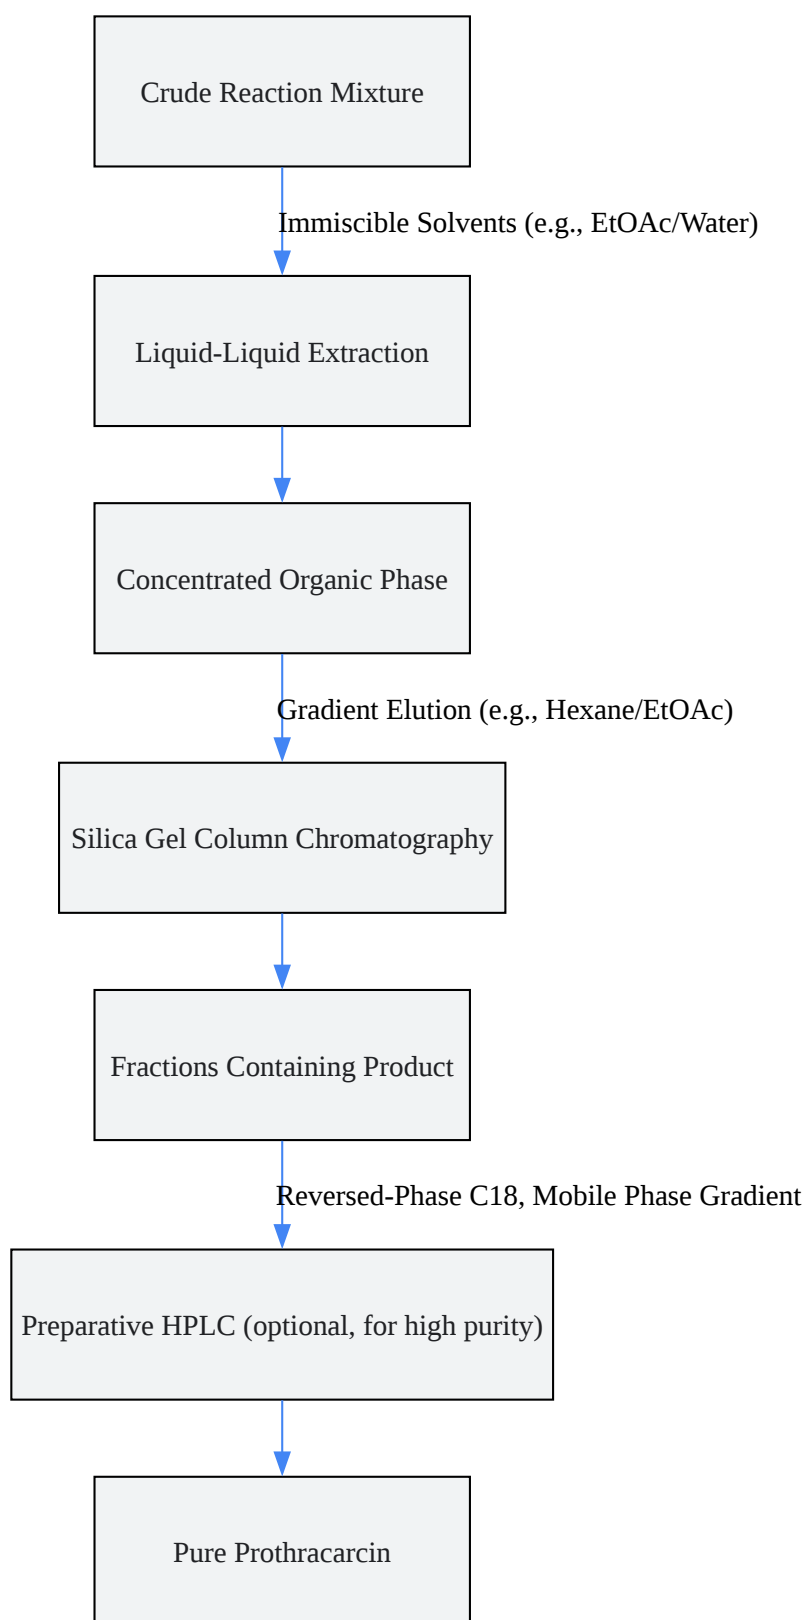 Crude Reaction Mixture
Immiscible Solvents (e.g., EtOAc/Water)
Liquid-Liquid Extraction
Concentrated Organic Phase
Gradient Elution (e.g., Hexane/EtOAc)
Silica Gel Column Chromatography
Fractions Containing Product
Reversed-Phase C18, Mobile Phase Gradient
Preparative HPLC (optional, for high purity)
Pure Prothracarcin